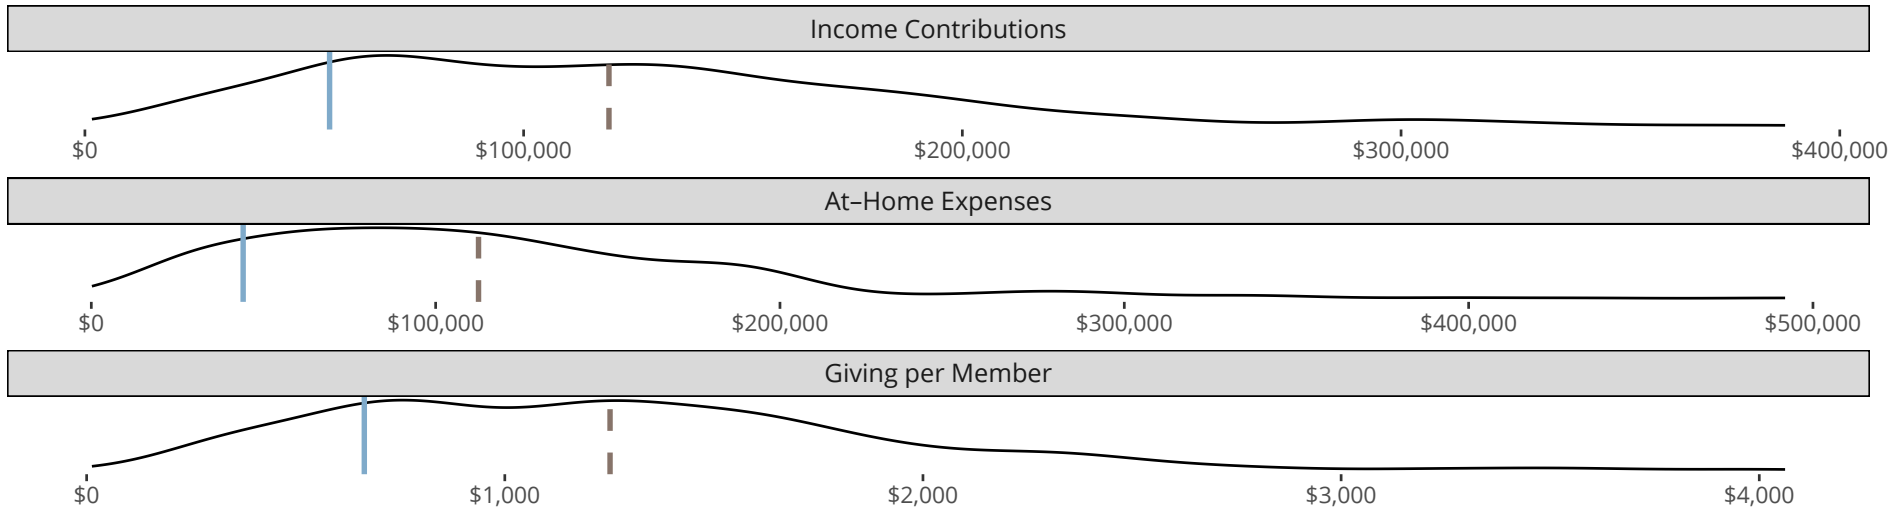 Income Contributions
$0 $100,000 $200,000 $300,000 $400,000
At–Home Expenses
$0 $100,000 $200,000 $300,000 $400,000 $500,000
Giving per Member
$0 $1,000 $2,000 $3,000 $4,000